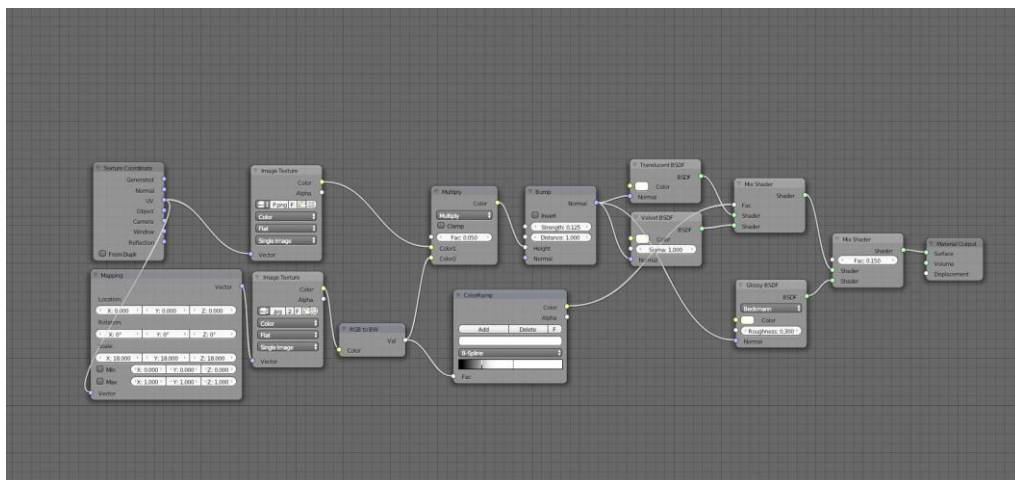 Texture Coordinate
Generated
Normal
UV
Object
Camera
Window
Reflection
From Dupli
Mapping
Vector
Location:
X: 0.000 Y: 0.000 Z: 0.000
Rotation:
X: 0° Y: 0° Z: 0°
Scale:
X: 18.000 Y: 18.000 Z: 18.000
Min X: 0.000 Y: 0.000 Z: 0.000
Max X: 1.000 Y: 1.000 Z: 1.000
Vector
Image Texture
Color
Alpha
F
Color
Flat
Single Image
Vector
Image Texture
Color
Alpha
jpg 2 F
Color
Flat
Single Image
Vector
RGB to BW
Val
Color
Multiply
Color
Multiply
Clamp
Fac: 0.050
Color1
Color2
ColorRamp
Color
Alpha
Add Delete F
B-Spline
Fac
Bump
Normal
Invert
Strength: 0.125
Distance: 1.000
Height
Normal
Translucent BSDF
BSDF
Color
Normal
Velvet BSDF
BSDF
Color
Sigma: 1.000
Normal
Mix Shader
Shader
Fac
Shader
Shader
Glossy BSDF
BSDF
Beckmann
Color
Roughness: 0.300
Normal
Mix Shader
Shader
Fac: 0.150
Shader
Shader
Material Output
Surface
Volume
Displacement